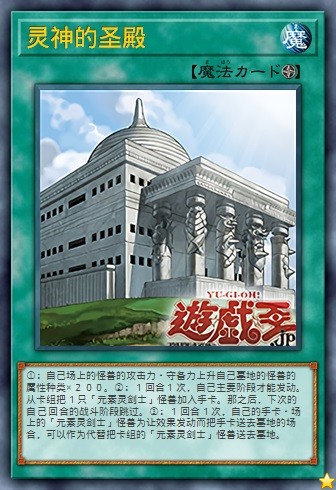 灵神的圣殿
魔
【魔法カード】
YU-GI-OH!
遊戯王
JP
①：自己场上的怪兽的攻击力·守备力上升自己墓地的怪兽的
属性种类×２００。②：１回合１次，自己主要阶段才能发动。
从卡组把１只「元素灵剑士」怪兽加入手卡。那之后，下次的
自己回合的战斗阶段跳过。③：１回合１次，自己的手卡·场
上的「元素灵剑士」怪兽为让效果发动而把手卡送去墓地的场
合，可以作为代替把卡组的「元素灵剑士」怪兽送去墓地。